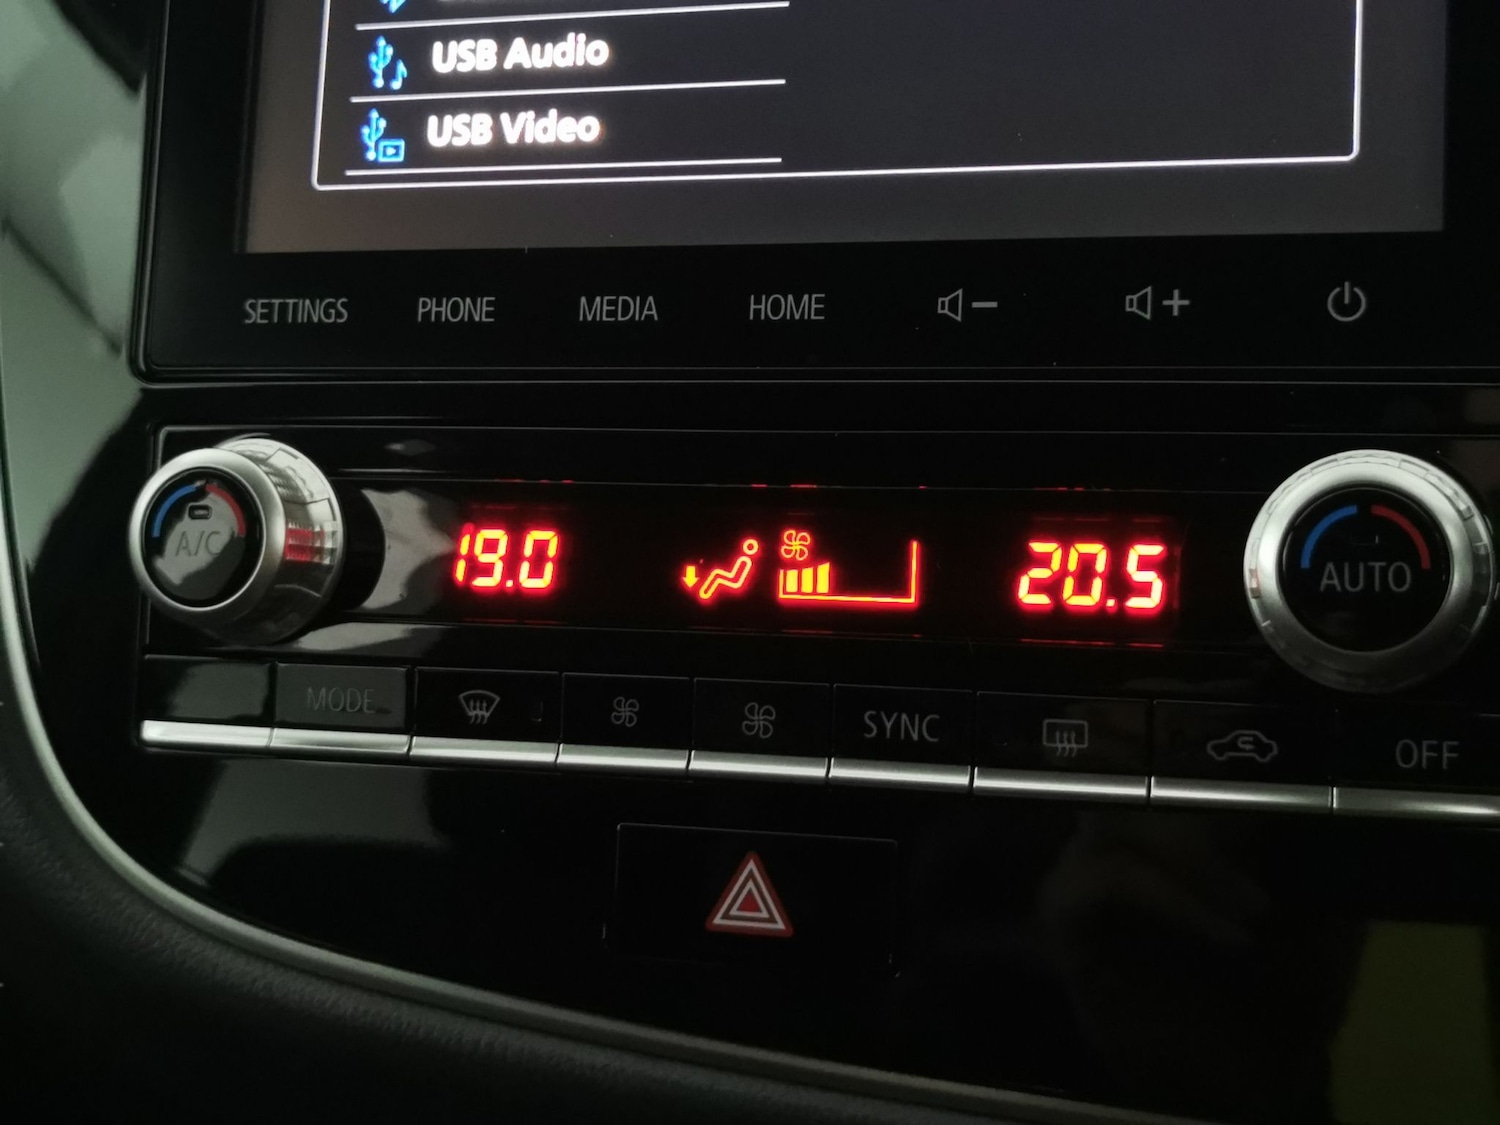 USB Audio
USB Video
SETTINGS PHONE MEDIA HOME
A/C 19.0 20.5 AUTO
MODE SYNC OFF